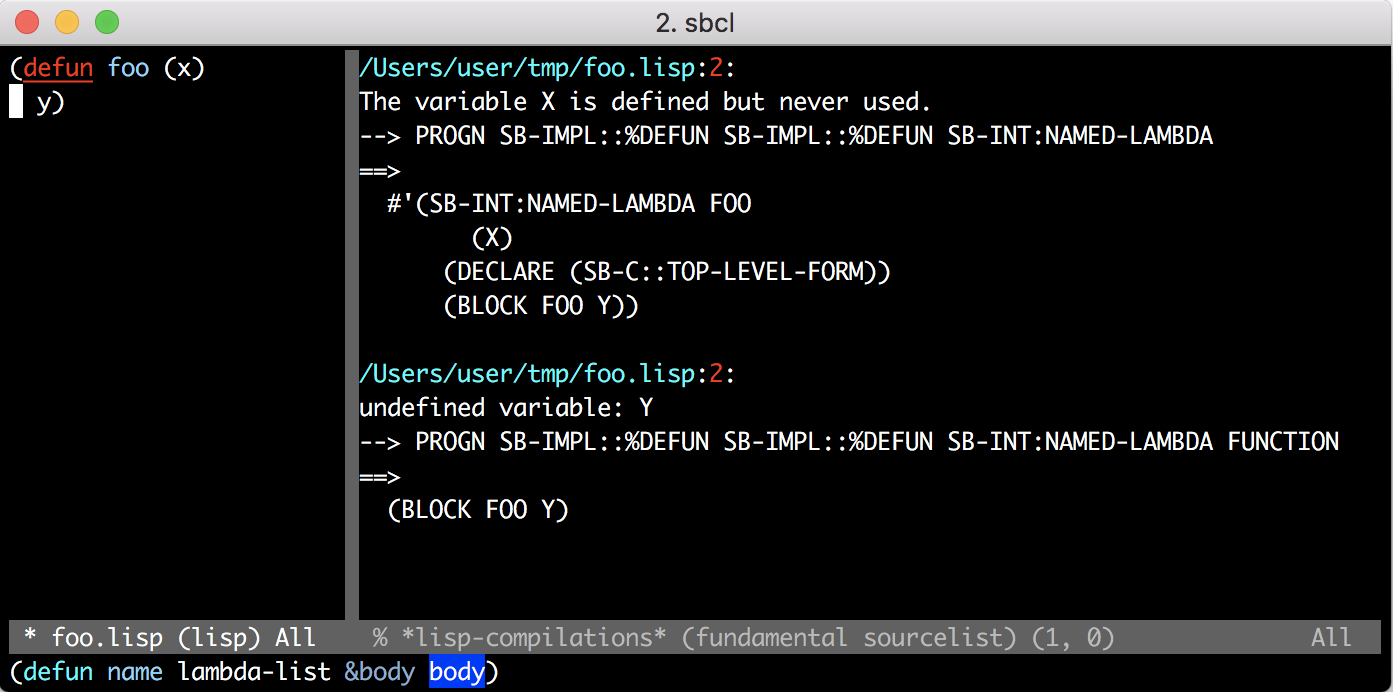 2. sbcl
(defun foo (x)
  y)
/Users/user/tmp/foo.lisp:2:
The variable X is defined but never used.
--> PROGN SB-IMPL::%DEFUN SB-IMPL::%DEFUN SB-INT:NAMED-LAMBDA
==>
  #'(SB-INT:NAMED-LAMBDA FOO
        (X)
      (DECLARE (SB-C::TOP-LEVEL-FORM))
      (BLOCK FOO Y))
/Users/user/tmp/foo.lisp:2:
undefined variable: Y
--> PROGN SB-IMPL::%DEFUN SB-IMPL::%DEFUN SB-INT:NAMED-LAMBDA FUNCTION
==>
  (BLOCK FOO Y)
* foo.lisp (lisp) All
% *lisp-compilations* (fundamental sourcelist) (1, 0) All
(defun name lambda-list &body body)